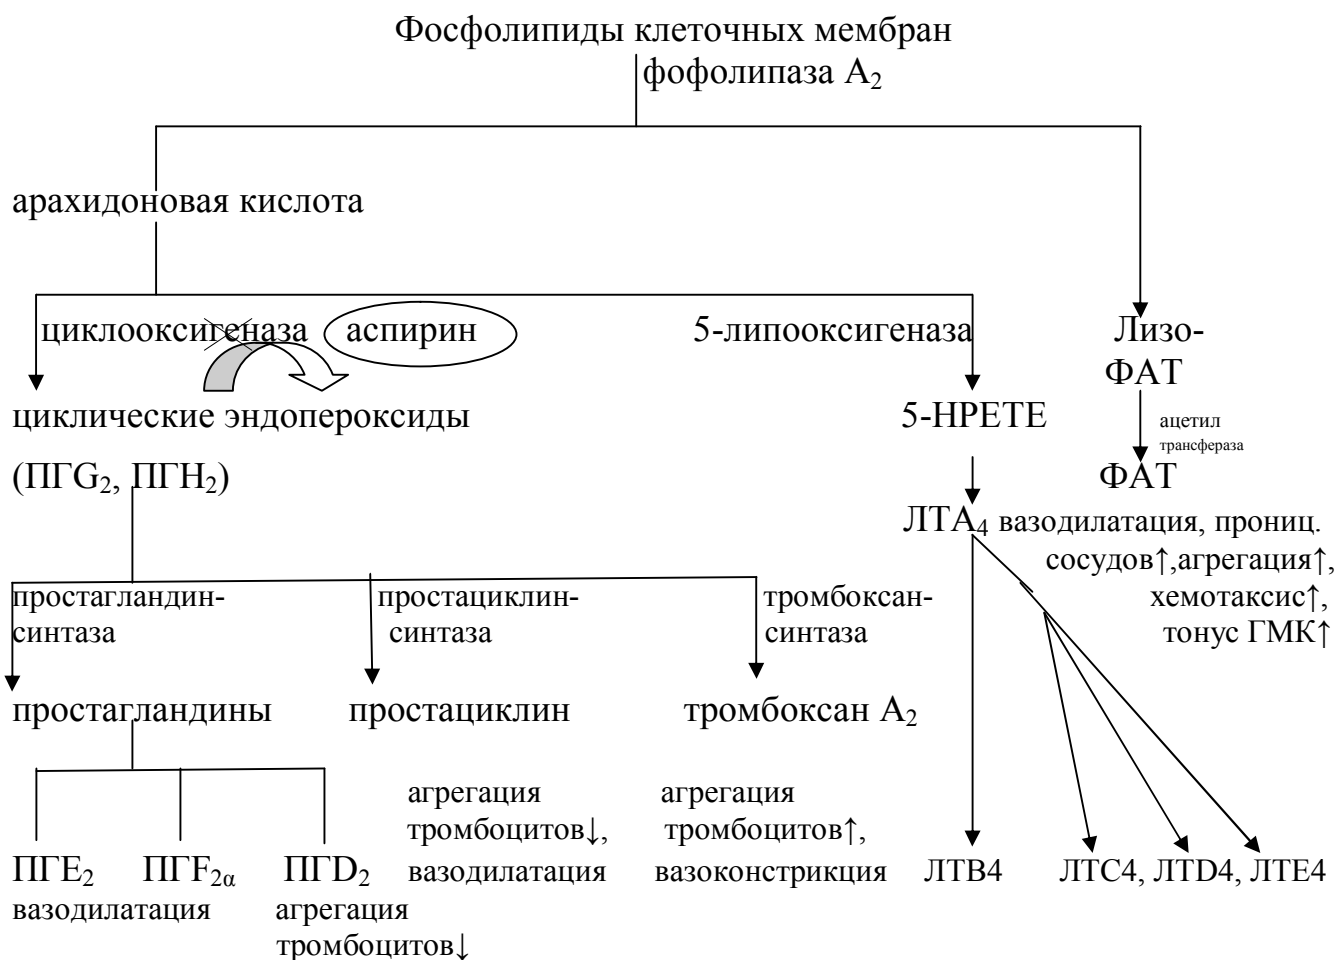 Фосфолипиды клеточных мембран
фофолипаза А₂
арахидоновая кислота
циклооксигеназа аспирин 5-липооксигеназа Лизо-
ФАТ
циклические эндопероксиды 5-НРЕТЕ ацетил
трансфераза
(ПГG₂, ПГН₂) ФАТ
ЛТА₄ вазодилатация, прониц.
сосудов↑,агрегация↑,
хемотаксис↑,
тонус ГМК↑
простагландин-
синтаза
простациклин-
синтаза
тромбоксан-
синтаза
простагландины простациклин тромбоксан А₂
агрегация
тромбоцитов↓,
вазодилатация
агрегация
тромбоцитов↑,
вазоконстрикция
ПГЕ₂ ПГF₂α ПГD₂ ЛТВ4 ЛТС4, ЛТD4, ЛТЕ4
вазодилатация агрегация
тромбоцитов↓